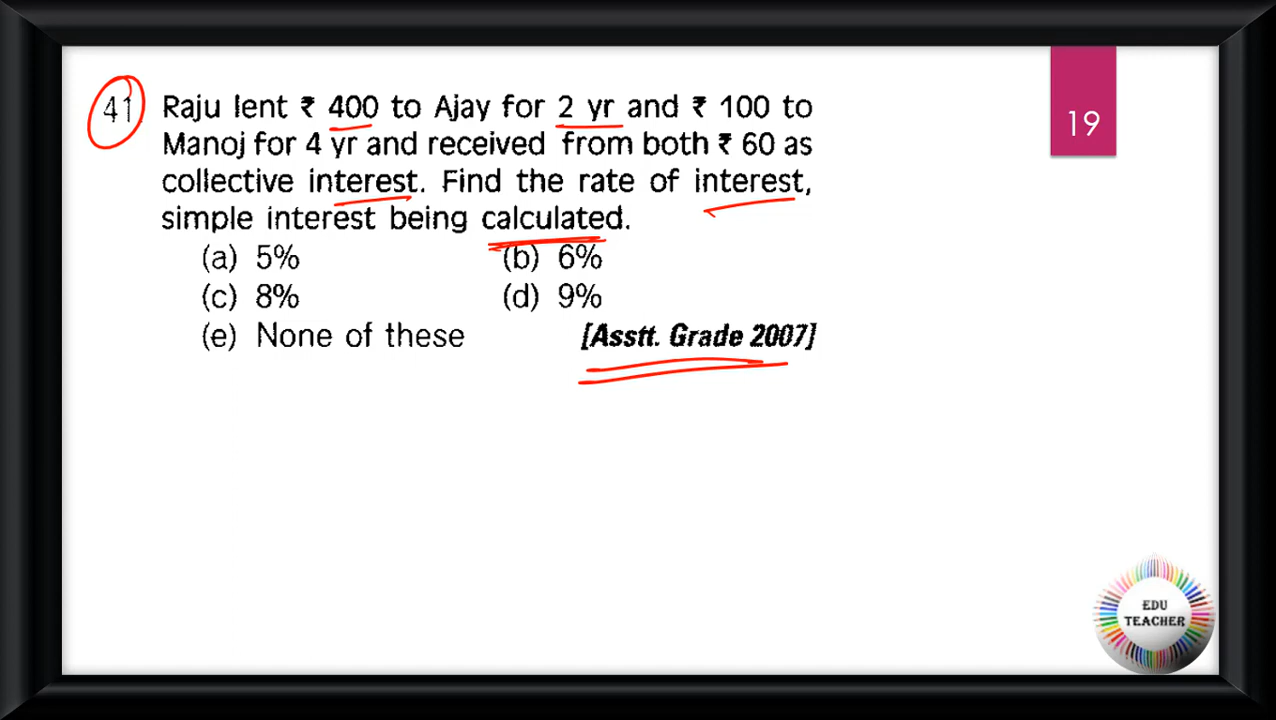 19
41 Raju lent ₹ 400 to Ajay for 2 yr and ₹ 100 to
Manoj for 4 yr and received from both ₹ 60 as
collective interest. Find the rate of interest,
simple interest being calculated.
(a) 5% (b) 6%
(c) 8% (d) 9%
(e) None of these [Asstt. Grade 2007]
EDU
TEACHER